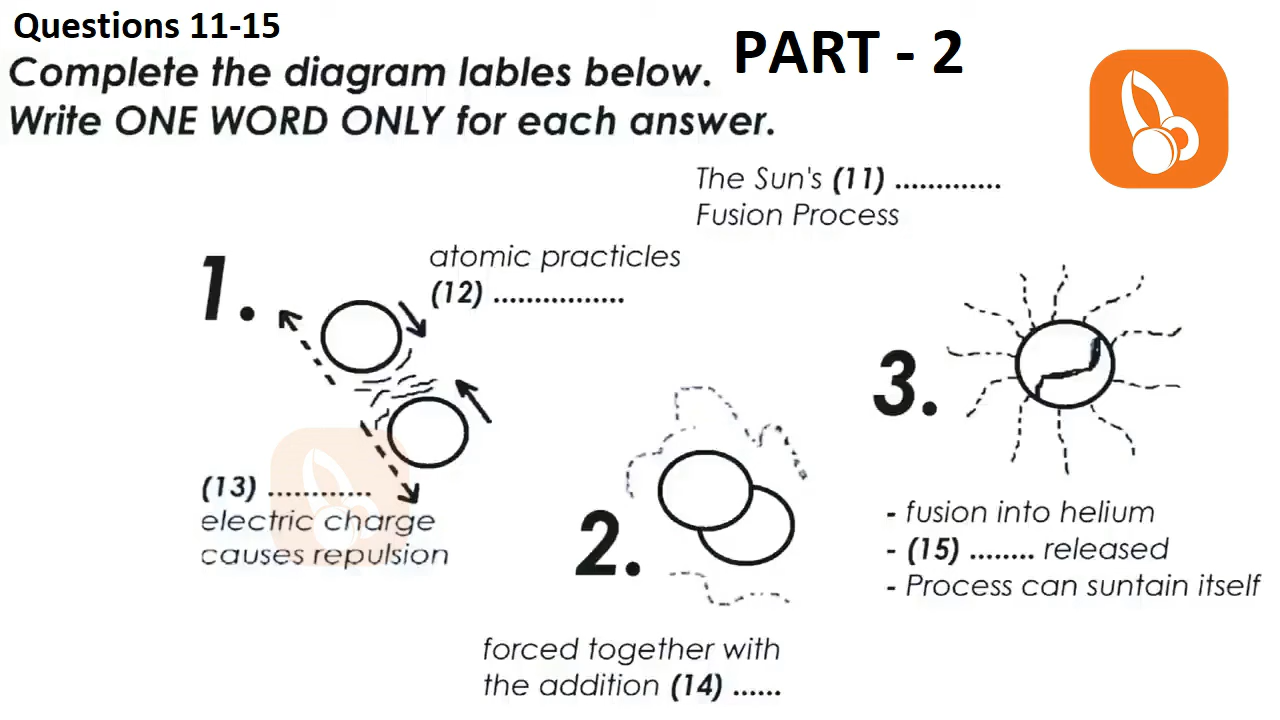 Questions 11-15
PART - 2
Complete the diagram lables below.
Write ONE WORD ONLY for each answer.
The Sun's (11) .............
Fusion Process
1.
atomic practicles
(12) ................
(13) .............
electric charge
causes repulsion
2.
forced together with
the addition (14) ......
3.
- fusion into helium
- (15) ........ released
- Process can suntain itself